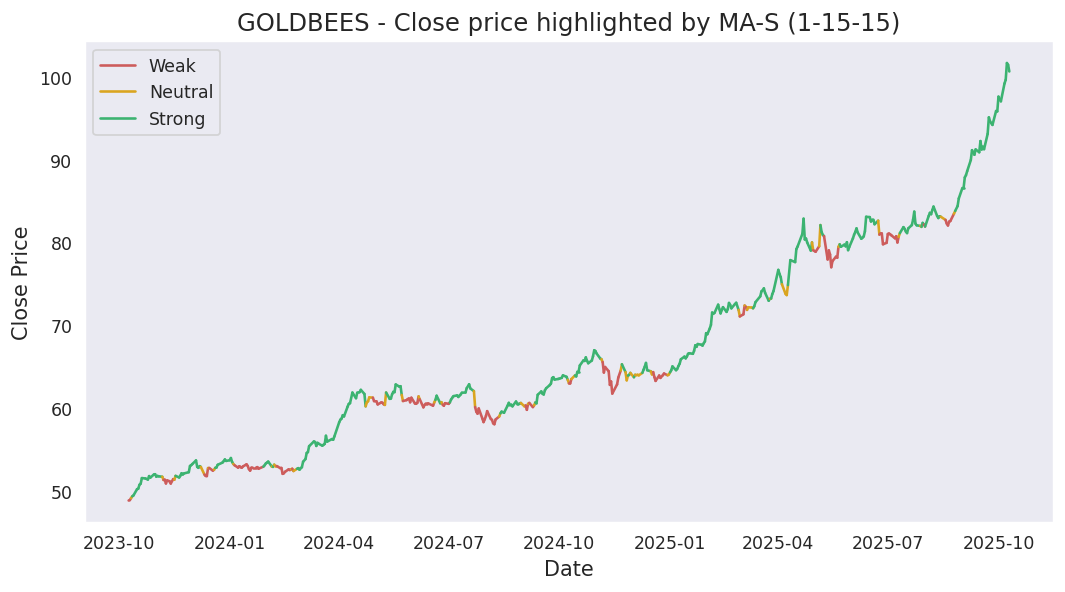 GOLDBEES - Close price highlighted by MA-S (1-15-15)
Weak
Neutral
Strong
100
90
80
70
60
50
Close Price
2023-10
2024-01
2024-04
2024-07
2024-10
2025-01
2025-04
2025-07
2025-10
Date